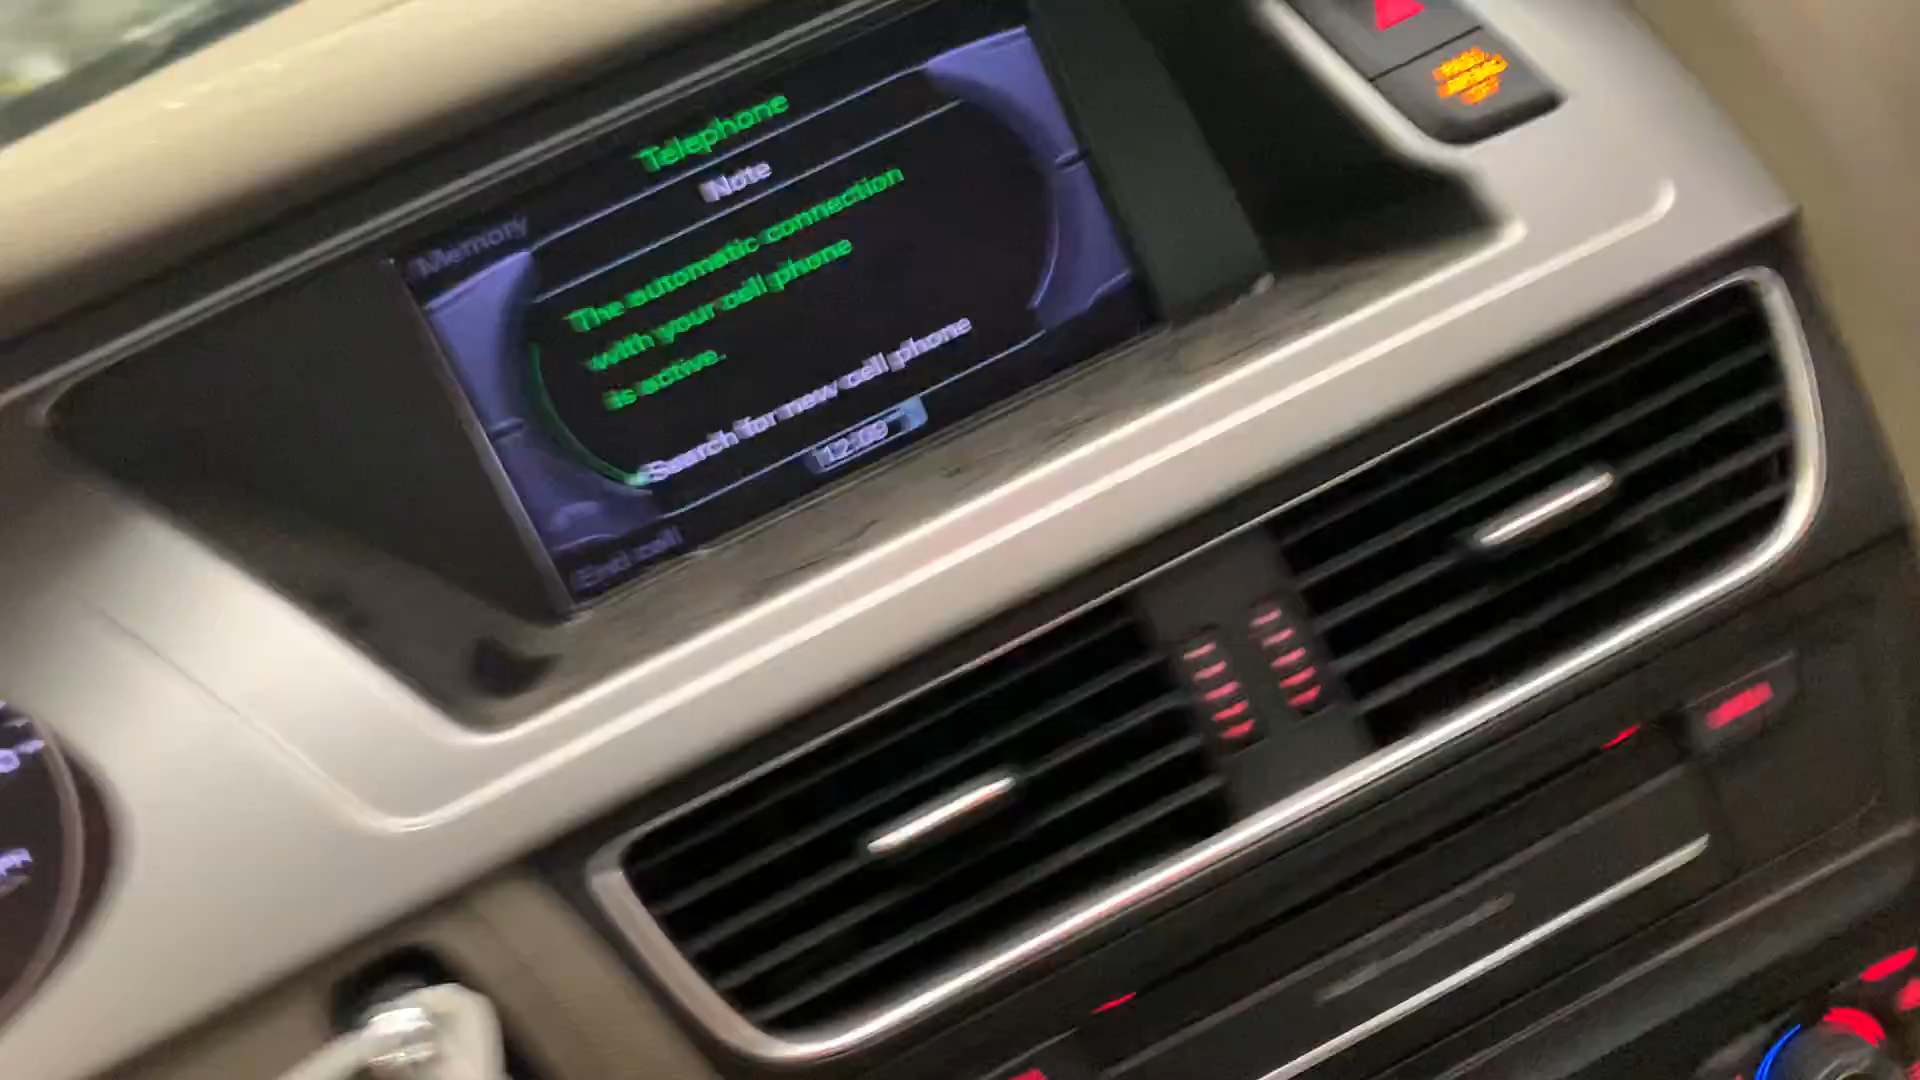 Telephone
Note
Memory
The automatic connection
with your cell phone
is active.
Search for new cell phone
12:09
End call